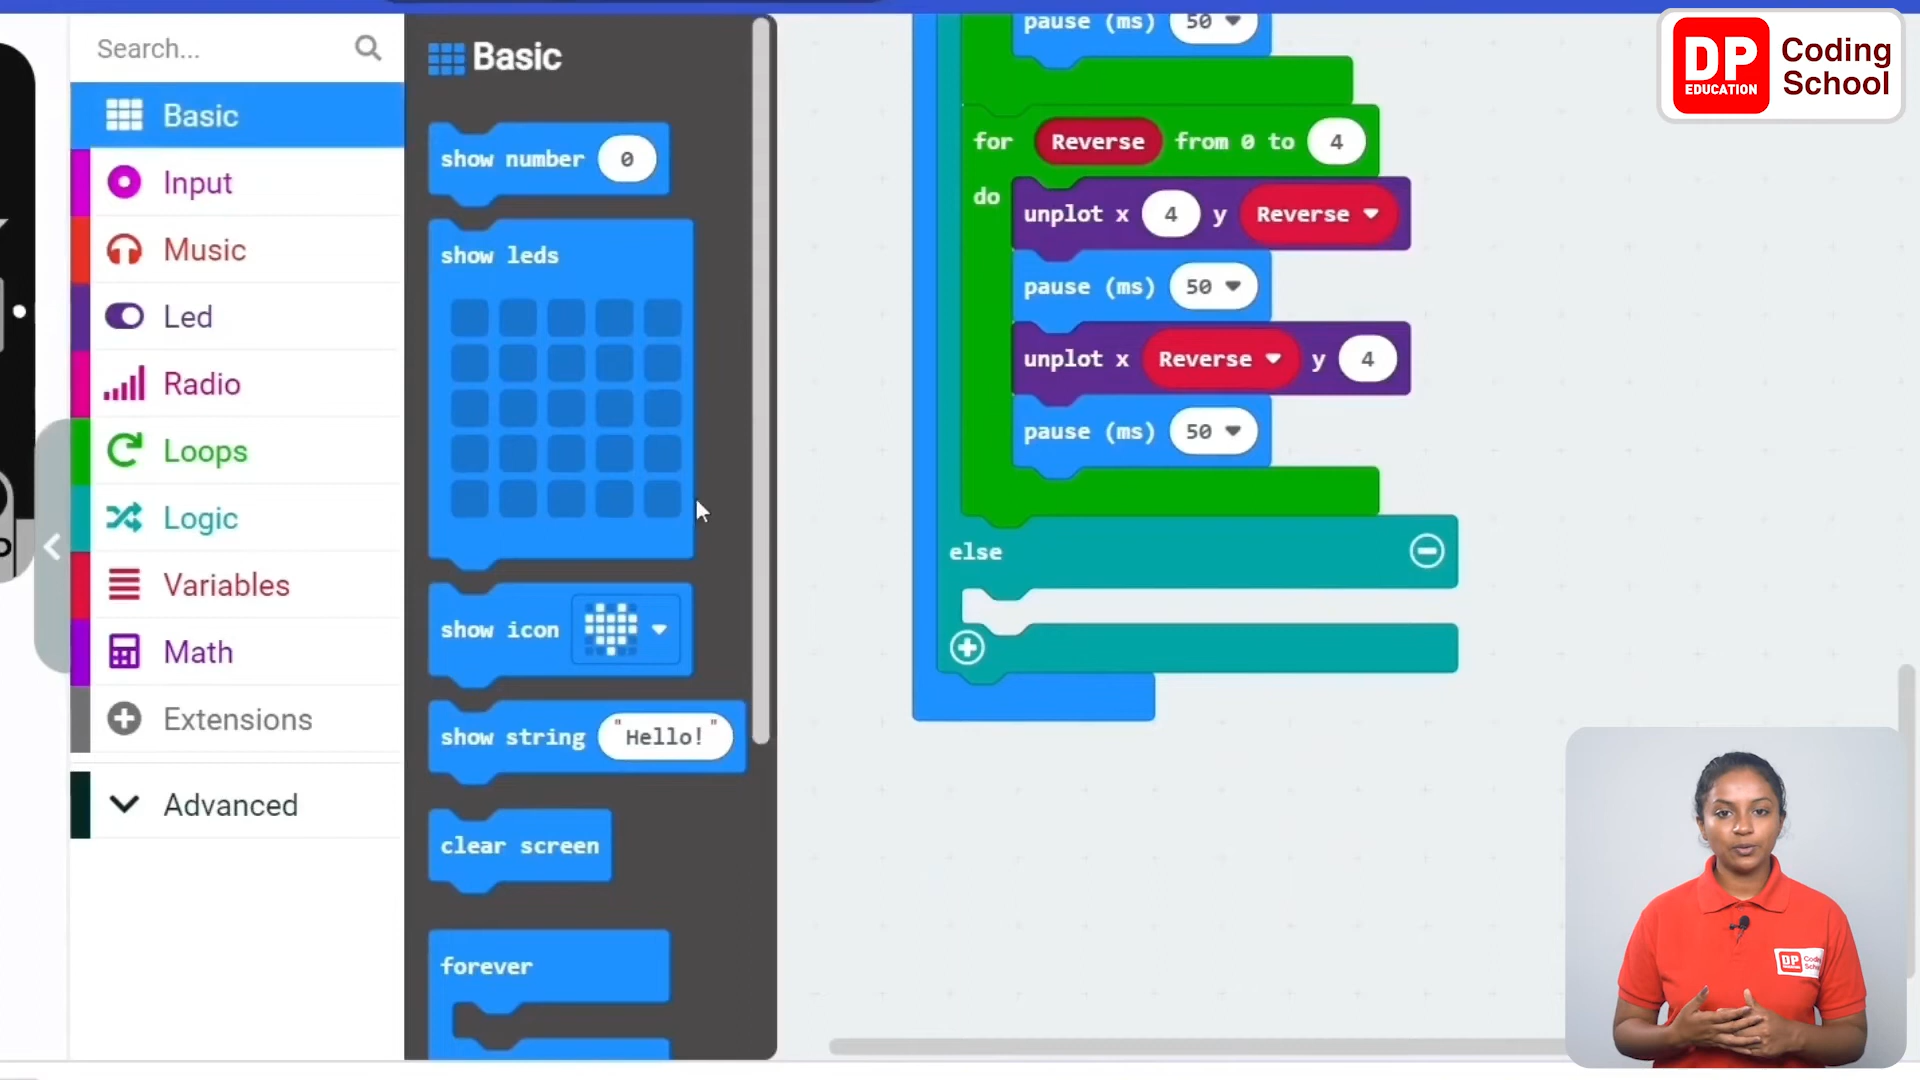 Search...
Basic
Input
Music
Led
Radio
Loops
Logic
Variables
Math
Extensions
Advanced
Basic
show number 0
show leds
show icon
show string "Hello!"
clear screen
forever
pause (ms) 50
for Reverse from 0 to 4
do
unplot x 4 y Reverse
pause (ms) 50
unplot x Reverse y 4
pause (ms) 50
else
DP
EDUCATION
Coding
School
DP